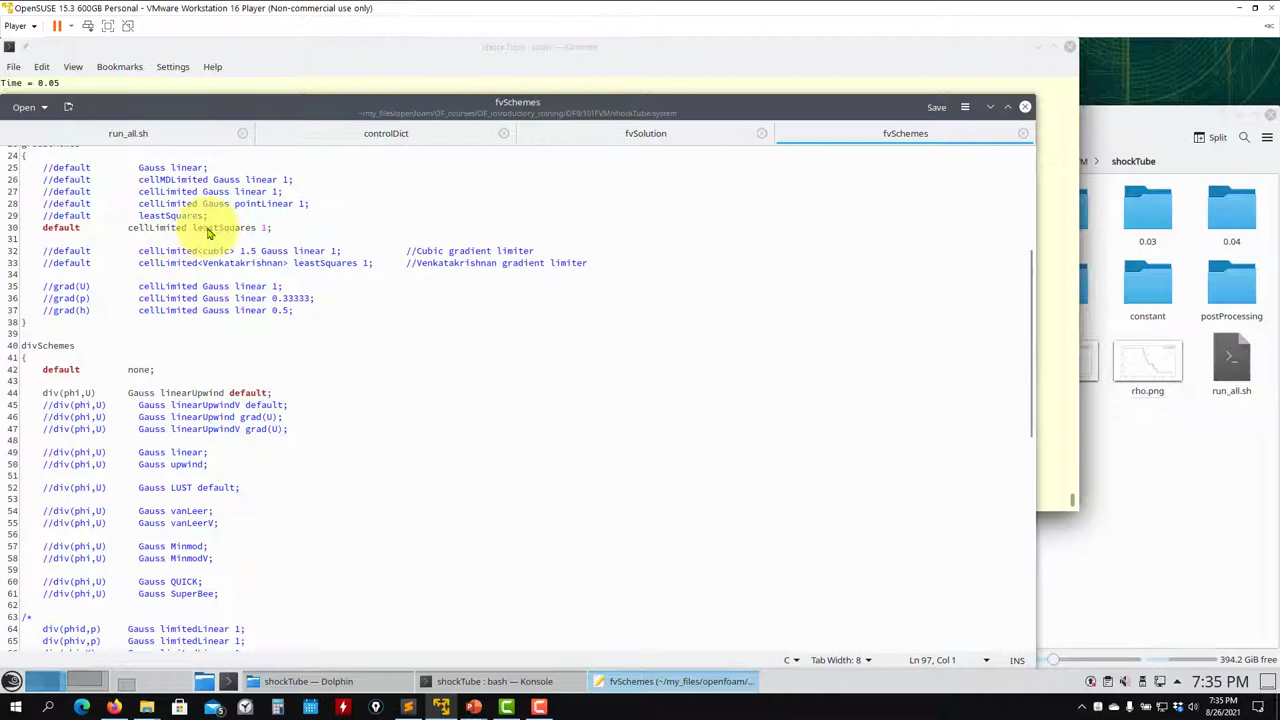 OpenSUSE 15.3 600GB Personal - VMware Workstation 16 Player (Non-commercial use only)
Player
File Edit View Bookmarks Settings Help
Time = 0.05
Open
fvSchemes
run_all.sh controlDict fvSolution fvSchemes
24 {
25 //default Gauss linear;
26 //default cellMDLimited Gauss linear 1;
27 //default cellLimited Gauss linear 1;
28 //default cellLimited Gauss pointLinear 1;
29 //default leastSquares;
30 default cellLimited leastSquares 1;
31
32 //default cellLimited<cubic> 1.5 Gauss linear 1; //Cubic gradient limiter
33 //default cellLimited<Venkatakrishnan> leastSquares 1; //Venkatakrishnan gradient limiter
34
35 //grad(U) cellLimited Gauss linear 1;
36 //grad(p) cellLimited Gauss linear 0.33333;
37 //grad(h) cellLimited Gauss linear 0.5;
38 }
39
40 divSchemes
41 {
42 default none;
43
44 div(phi,U) Gauss linearUpwind default;
45 //div(phi,U) Gauss linearUpwindV default;
46 //div(phi,U) Gauss linearUpwind grad(U);
47 //div(phi,U) Gauss linearUpwindV grad(U);
48
49 //div(phi,U) Gauss linear;
50 //div(phi,U) Gauss upwind;
51
52 //div(phi,U) Gauss LUST default;
53
54 //div(phi,U) Gauss vanLeer;
55 //div(phi,U) Gauss vanLeerV;
56
57 //div(phi,U) Gauss Minmod;
58 //div(phi,U) Gauss MinmodV;
59
60 //div(phi,U) Gauss QUICK;
61 //div(phi,U) Gauss SuperBee;
62
63 /*
64 div(phid,p) Gauss limitedLinear 1;
65 div(phiv,p) Gauss limitedLinear 1;
C Tab Width: 8 Ln 97, Col 1 INS
Split
shockTube
0.03 0.04
constant postProcessing
rho.png run_all.sh
394.2 GiB free
shockTube — Dolphin shockTube : bash — Konsole fvSchemes (~/my_files/openfoam/... 7:35 PM
7:35 PM
8/26/2021